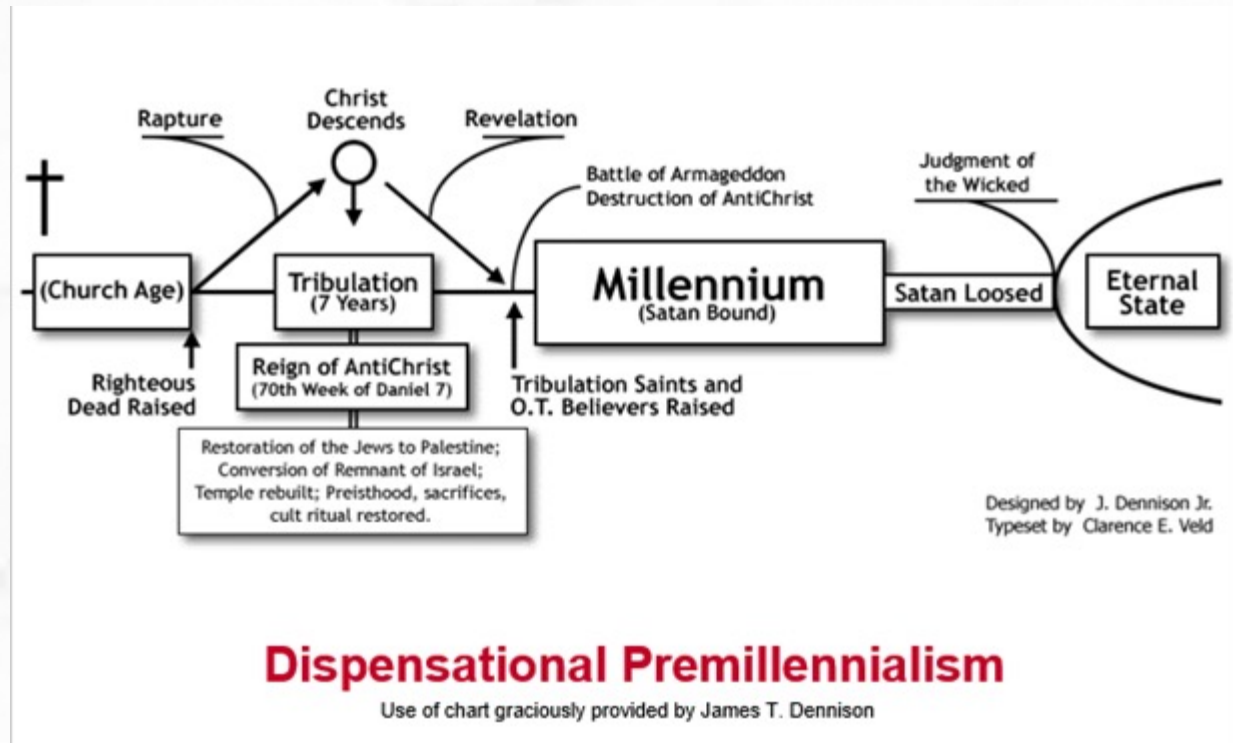 Rapture
Christ
Descends
Revelation
Battle of Armageddon
Destruction of AntiChrist
Judgment of
the Wicked
(Church Age)
Tribulation
(7 Years)
Millennium
(Satan Bound)
Satan Loosed
Eternal
State
Righteous
Dead Raised
Reign of AntiChrist
(70th Week of Daniel 7)
Tribulation Saints and
O.T. Believers Raised
Restoration of the Jews to Palestine;
Conversion of Remnant of Israel;
Temple rebuilt; Preisthood, sacrifices,
cult ritual restored.
Designed by J. Dennison Jr.
Typeset by Clarence E. Veld
Dispensational Premillennialism
Use of chart graciously provided by James T. Dennison